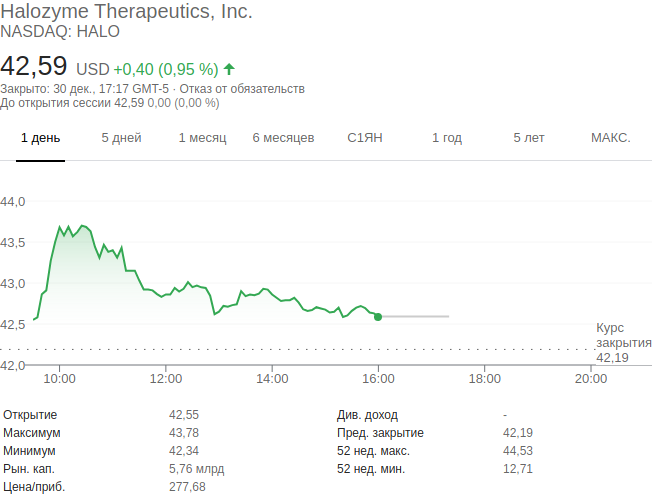 Halozyme Therapeutics, Inc.
NASDAQ: HALO
42,59 USD +0,40 (0,95 %)
Закрыто: 30 дек., 17:17 GMT-5 · Отказ от обязательств
До открытия сессии 42,59 0,00 (0,00 %)
1 день 5 дней 1 месяц 6 месяцев С1ЯН 1 год 5 лет МАКС.
44,0
43,5
43,0
42,5
42,0
Курс
закрытия
42,19
10:00 12:00 14:00 16:00 18:00 20:00
Открытие 42,55 Див. доход -
Максимум 43,78 Пред. закрытие 42,19
Минимум 42,34 52 нед. макс. 44,53
Рын. кап. 5,76 млрд 52 нед. мин. 12,71
Цена/приб. 277,68